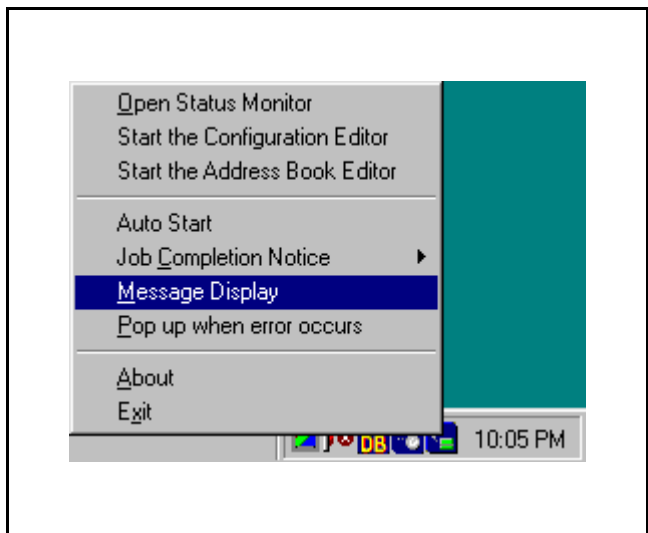 Open Status Monitor
Start the Configuration Editor
Start the Address Book Editor
Auto Start
Job Completion Notice
Message Display
Pop up when error occurs
About
Exit
DB
10:05 PM